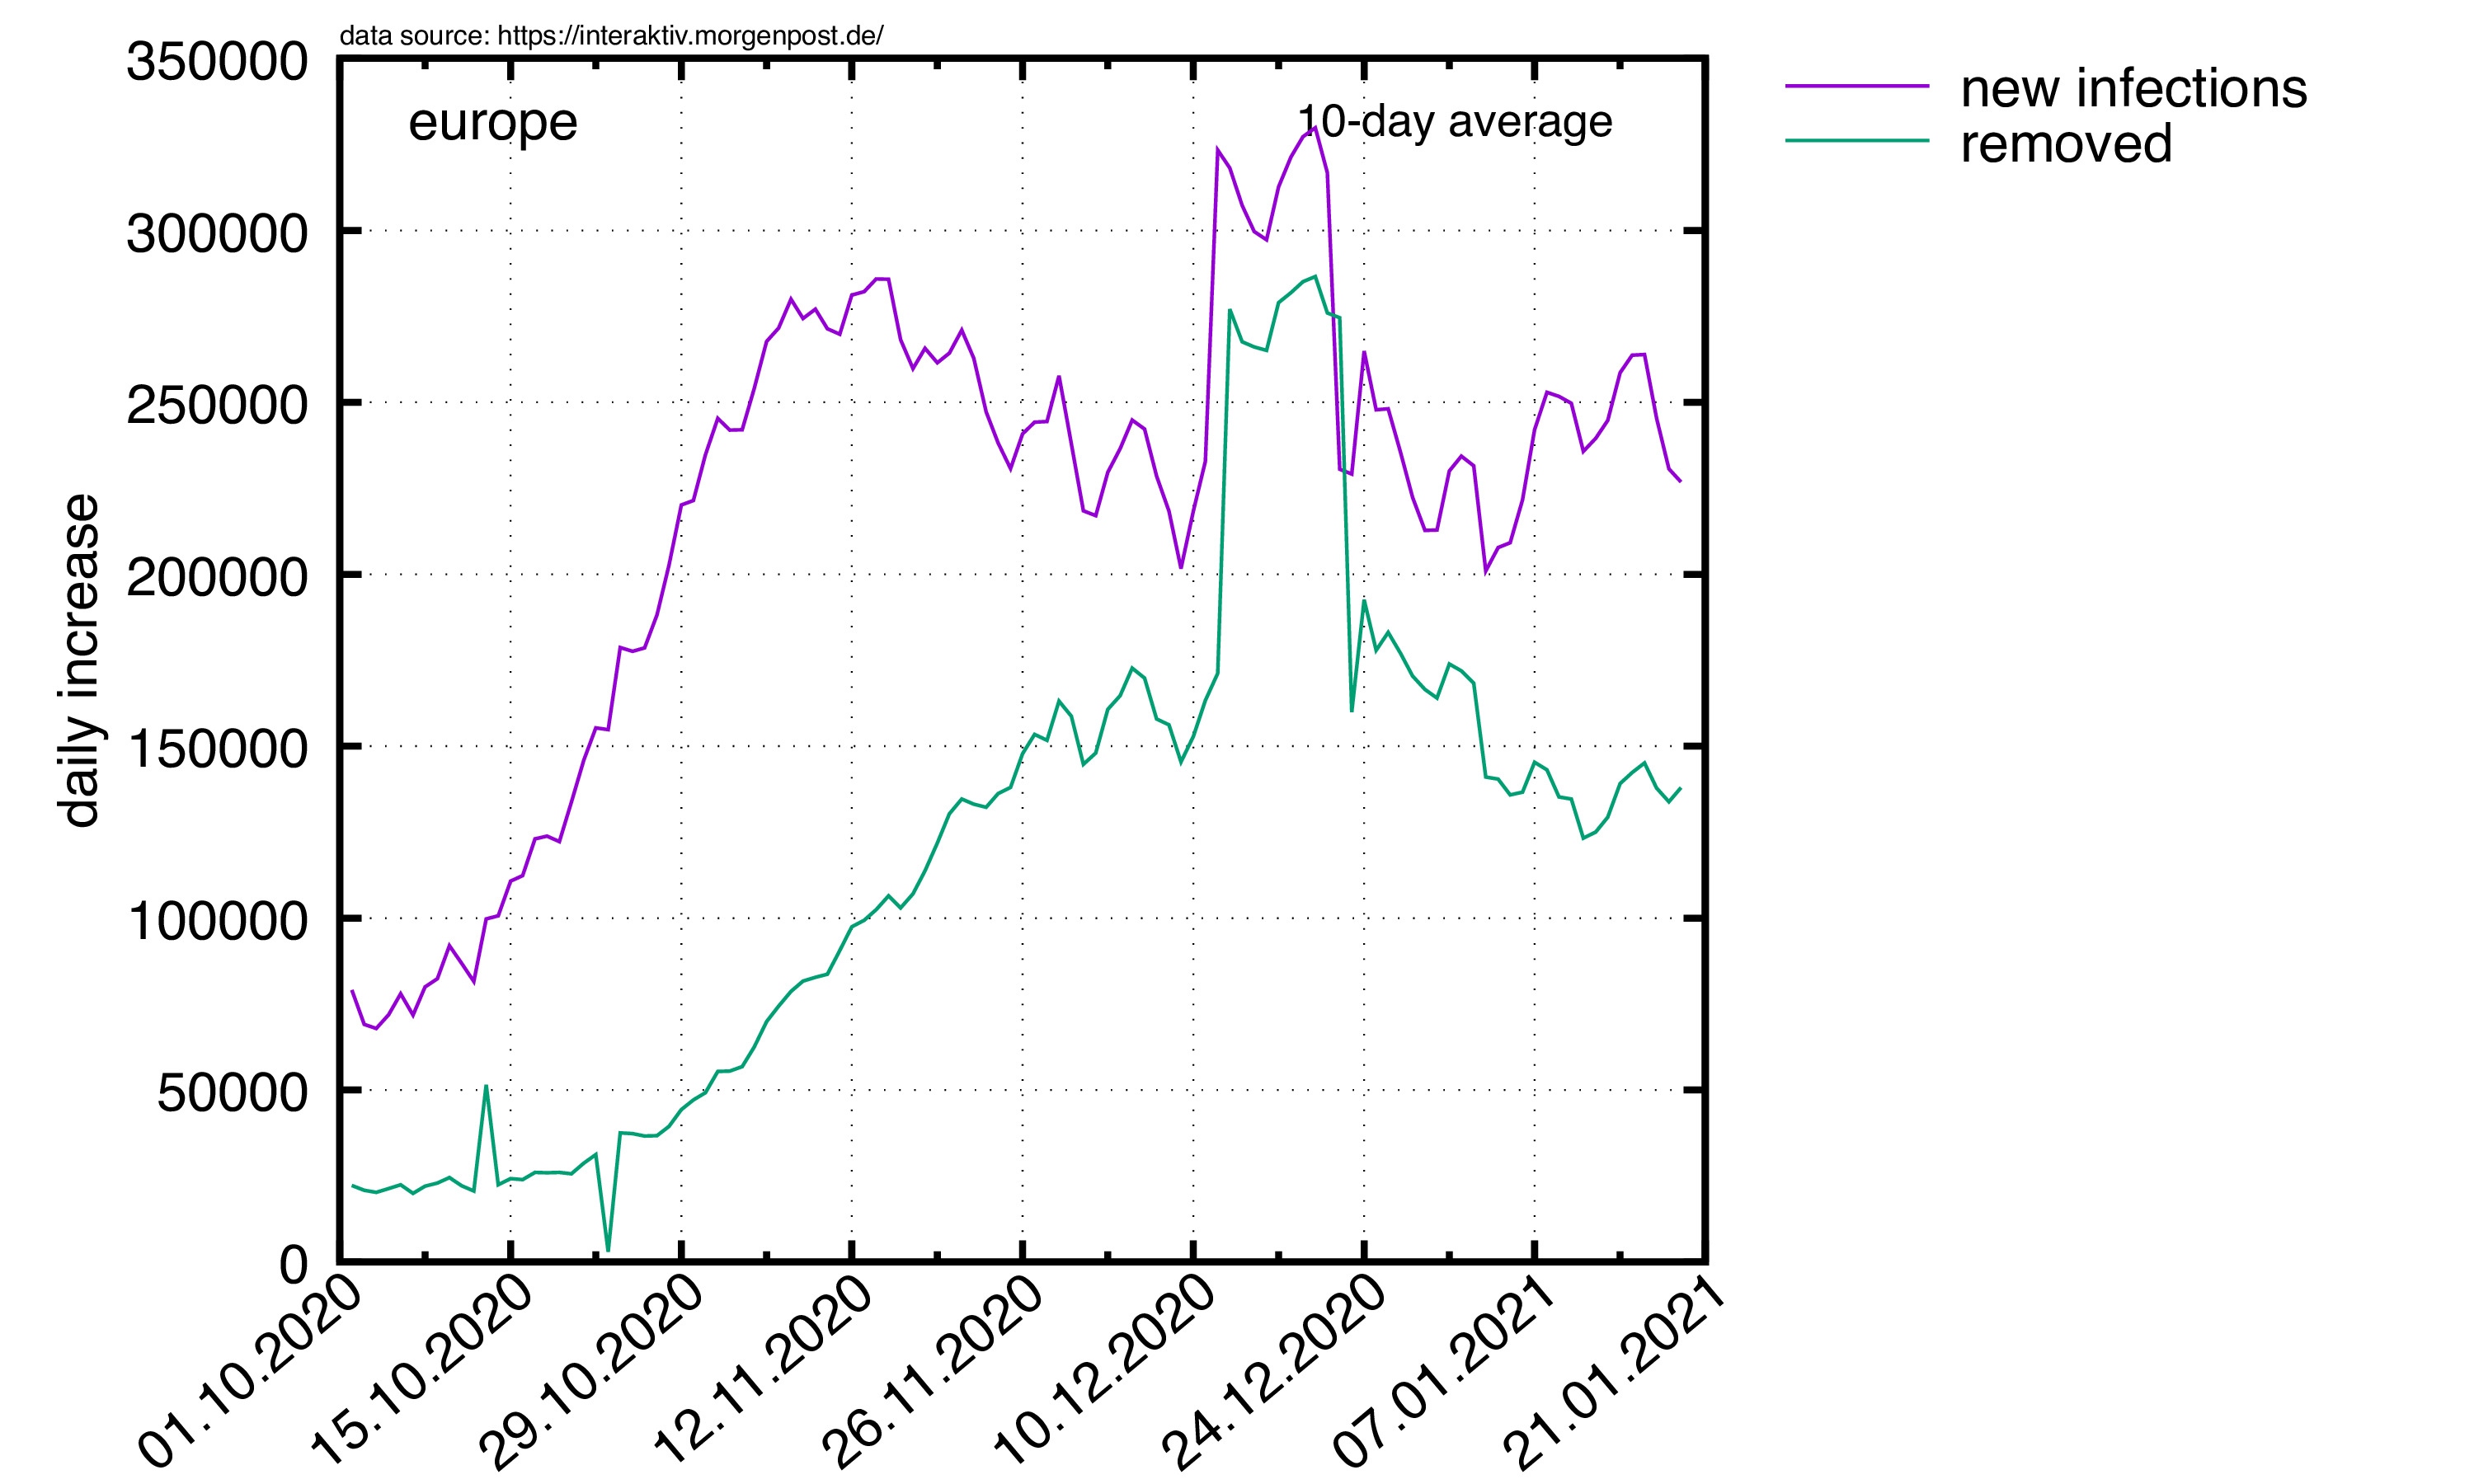 data source: https://interaktiv.morgenpost.de/
europe
10-day average
new infections
removed
daily increase
350000
300000
250000
200000
150000
100000
50000
0
01.10.2020
15.10.2020
29.10.2020
12.11.2020
26.11.2020
10.12.2020
24.12.2020
07.01.2021
21.01.2021